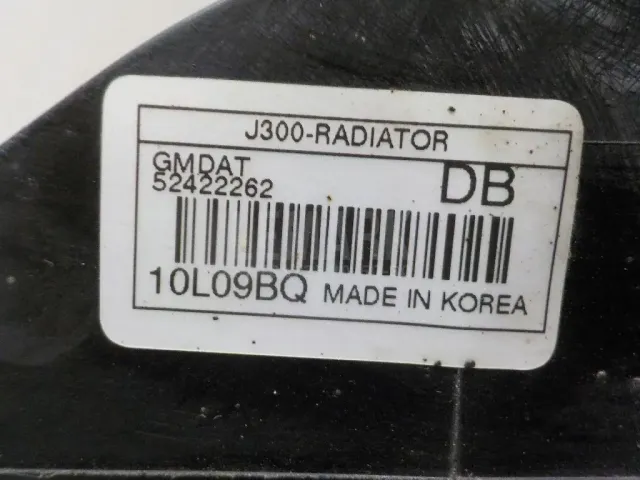 J300-RADIATOR
GMDAT DB
52422262
10L09BQ MADE IN KOREA